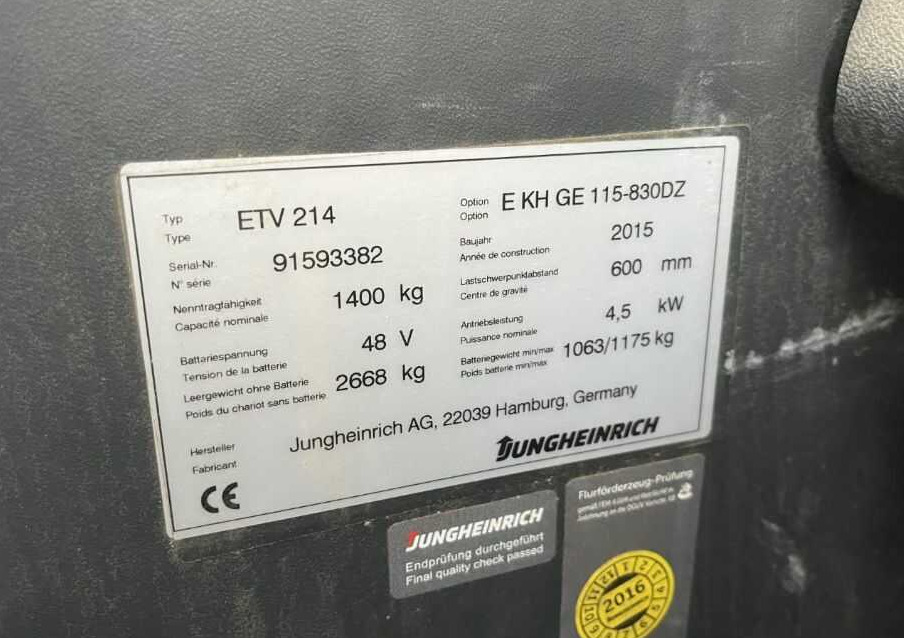 Typ
Type
ETV 214
Option
Option
E KH GE 115-830DZ
Serial-Nr.
N° série
91593382
Baujahr
Année de construction
2015
Nenntragfähigkeit
Capacité nominale
1400 kg
Lastschwerpunktabstand
Centre de gravité
600 mm
Batteriespannung
Tension de la batterie
48 V
Antriebsleistung
Puissance nominale
4,5 kW
Leergewicht ohne Batterie
Poids du chariot sans batterie
2668 kg
Batteriegewicht min/max
Poids batterie min/max
1063/1175 kg
Hersteller
Fabricant
Jungheinrich AG, 22039 Hamburg, Germany
JUNGHEINRICH
CE
JUNGHEINRICH
Endprüfung durchgeführt
Final quality check passed
Flurförderzeug-Prüfung
2016